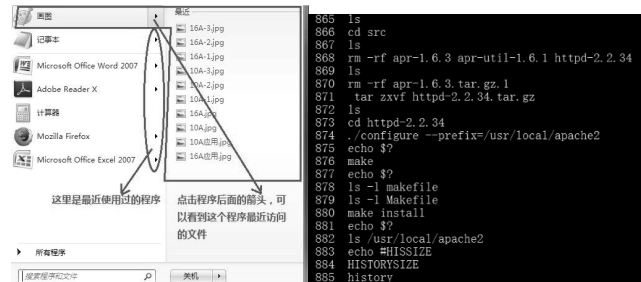 画图
记事本
Microsoft Office Word 2007
Adobe Reader X
计算器
Mozilla Firefox
Microsoft Office Excel 2007
这里是最近使用过的程序
所有程序
搜索程序和文件
关机
最近
16A-3.jpg
16A-2.jpg
16A-1.jpg
10A-3.jpg
10A-2.jpg
10A-1.jpg
16A.jpg
10A.jpg
10A应用.jpg
16A应用.jpg
点击程序后面的箭头，可
以看到这个程序最近访问
的文件
865 ls
866 cd src
867 ls
868 rm -rf apr-1.6.3 apr-util-1.6.1 httpd-2.2.34
869 ls
870 rm -rf apr-1.6.3.tar.gz.1
871 tar zxvf httpd-2.2.34.tar.gz
872 ls
873 cd httpd-2.2.34
874 ./configure --prefix=/usr/local/apache2
875 echo $?
876 make
877 echo $?
878 ls -l makefile
879 ls -l Makefile
880 make install
881 echo $?
882 ls /usr/local/apache2
883 echo #HISSIZE
884 HISTORYSIZE
885 history